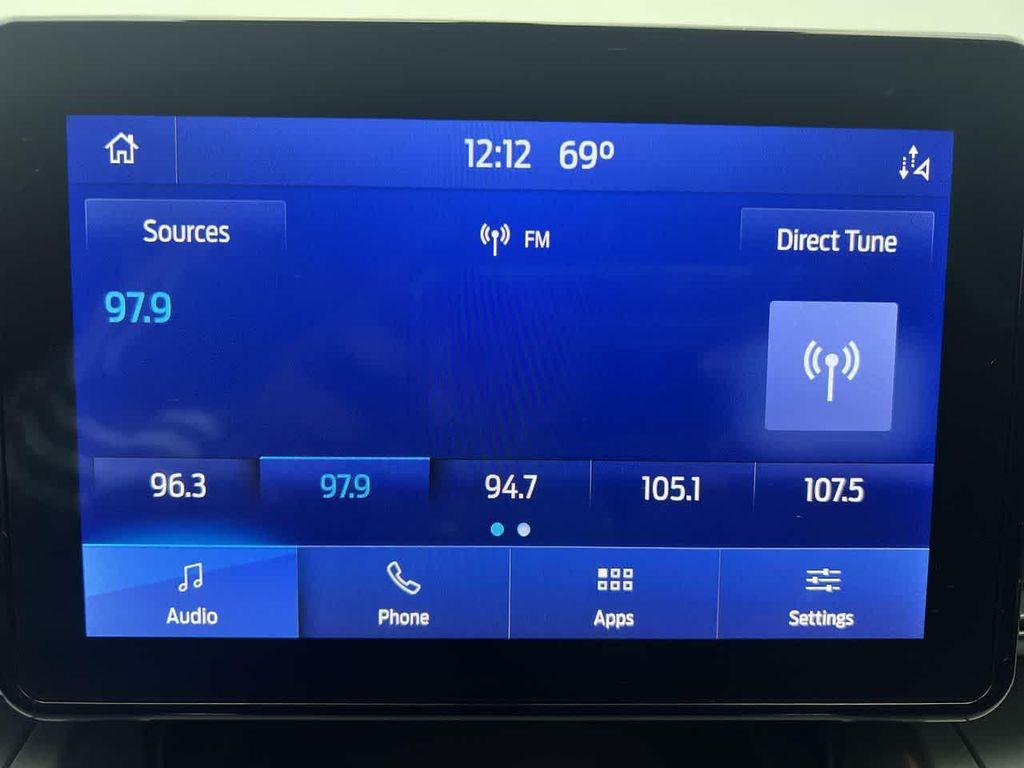 12:12 69°
Sources
FM
Direct Tune
97.9
96.3 97.9 94.7 105.1 107.5
Audio Phone Apps Settings